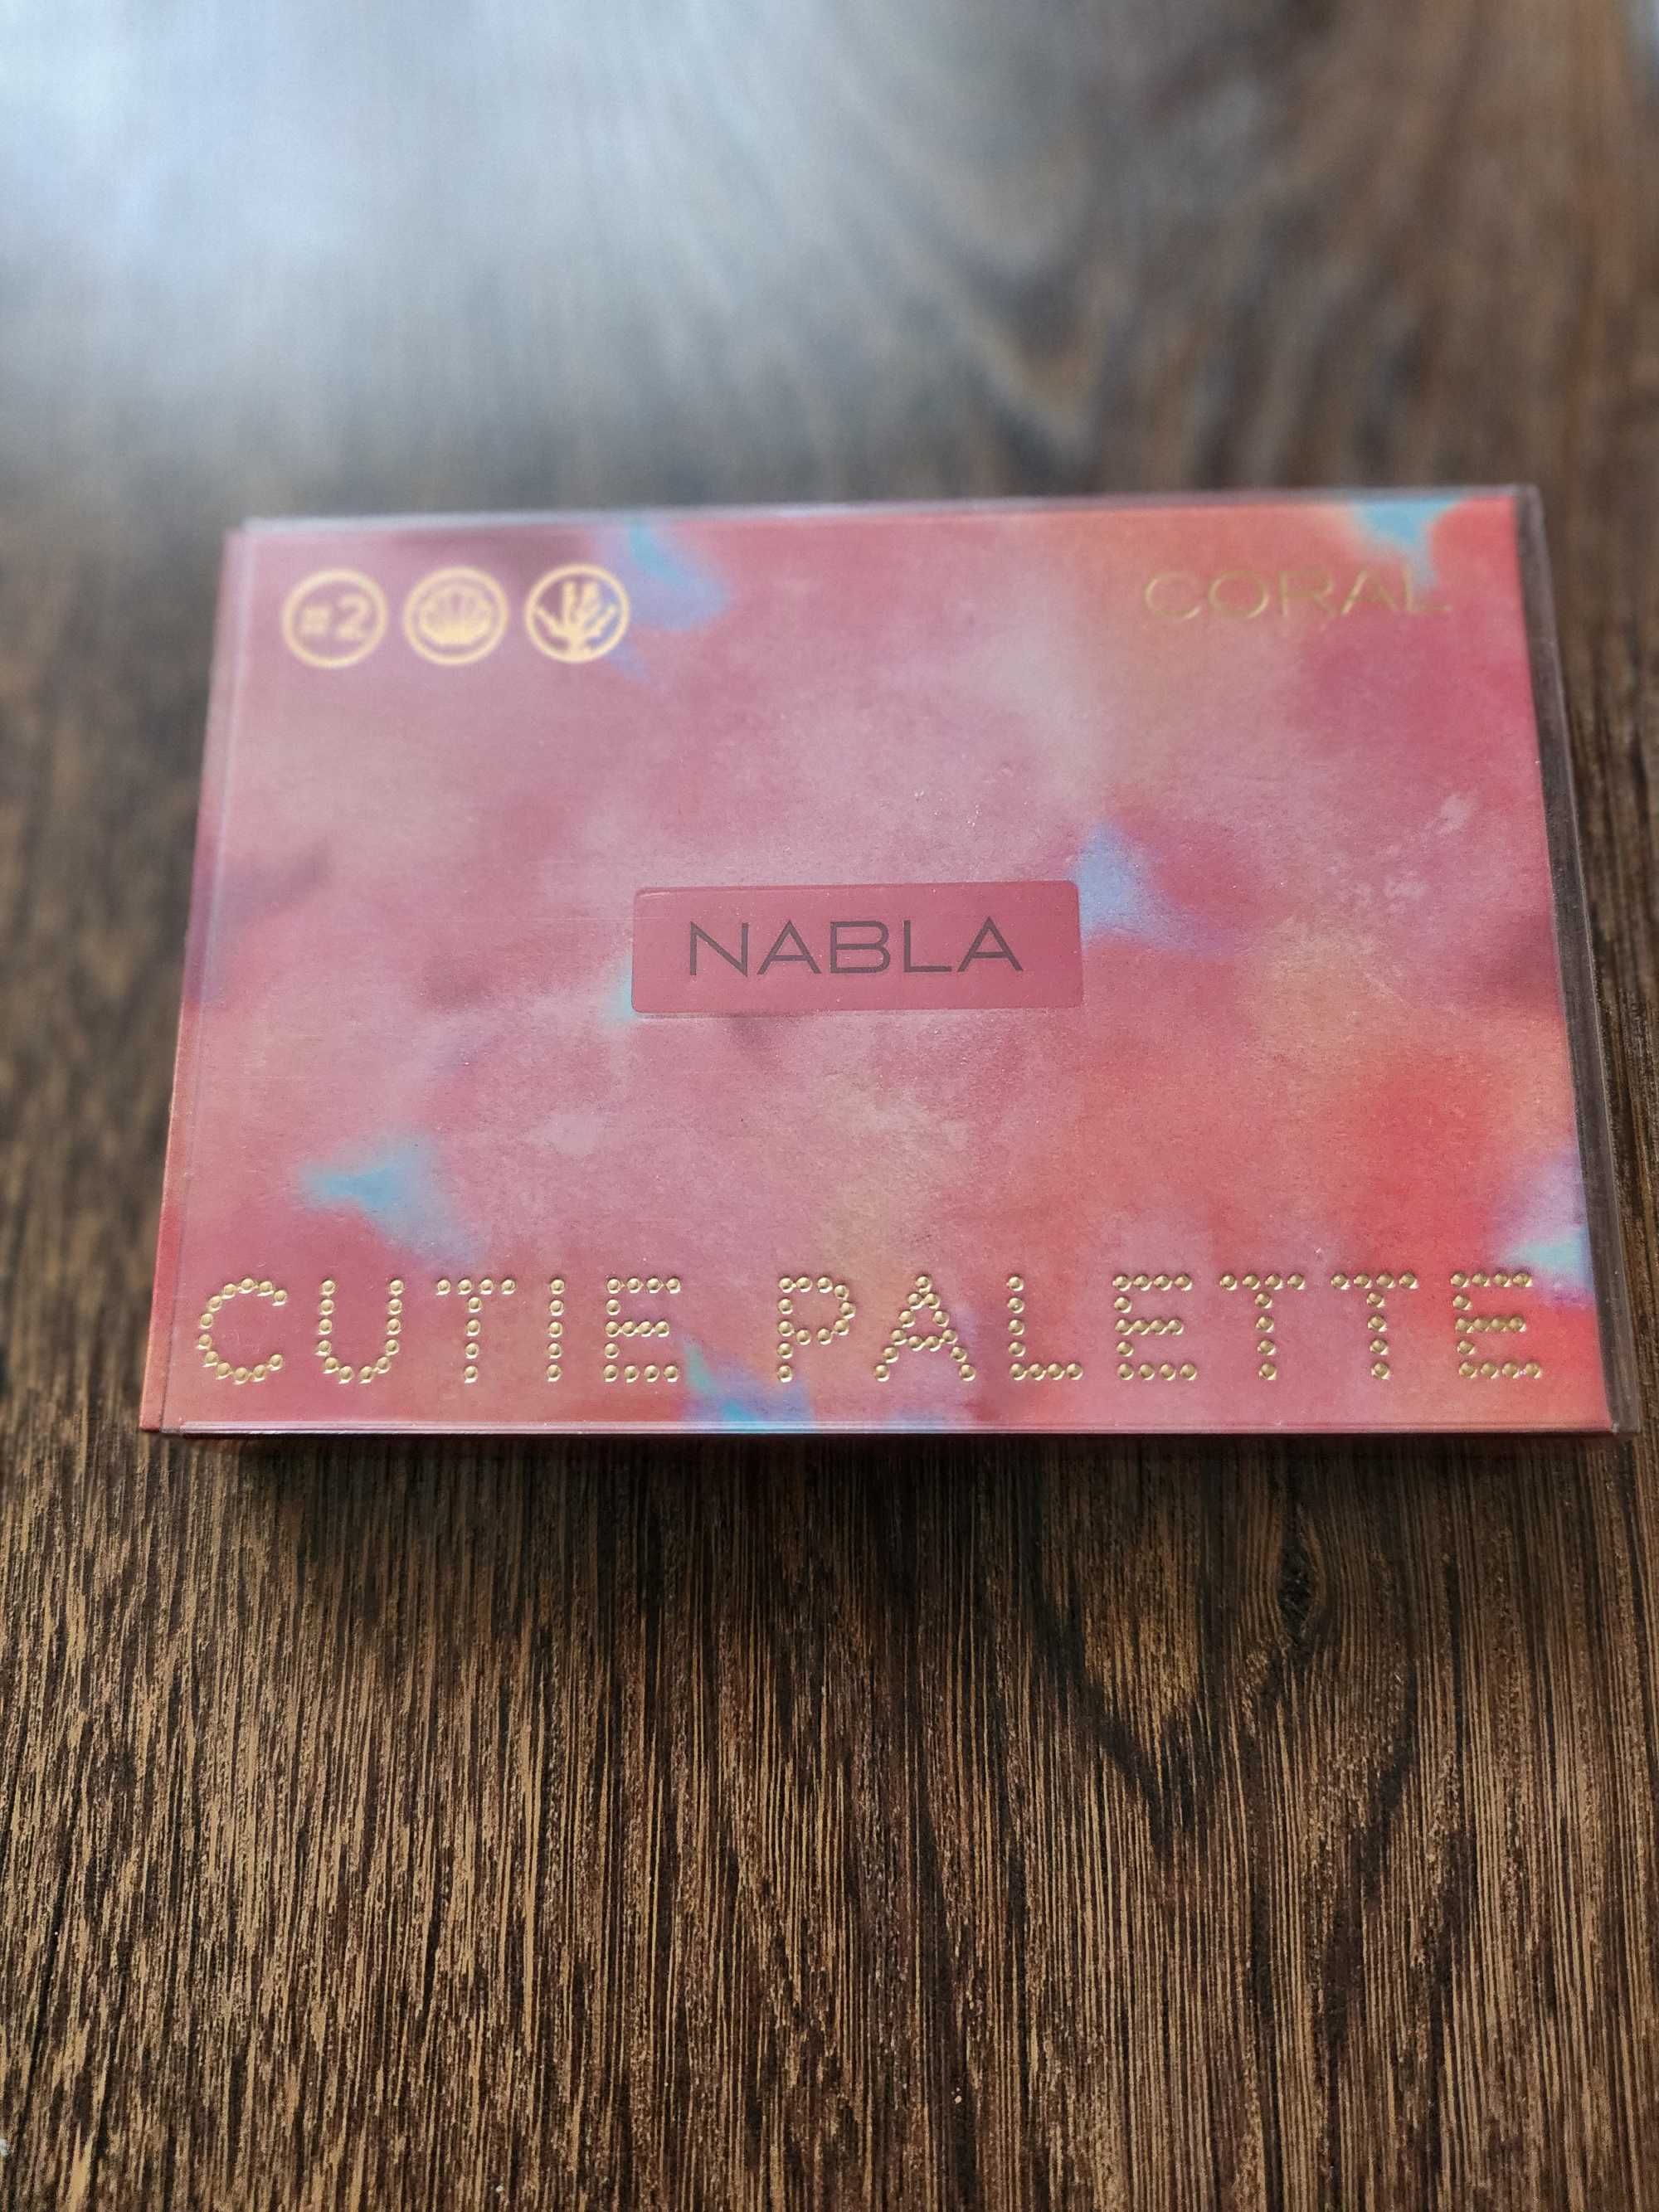 #2
CORAL
NABLA
CUTIE PALETTE